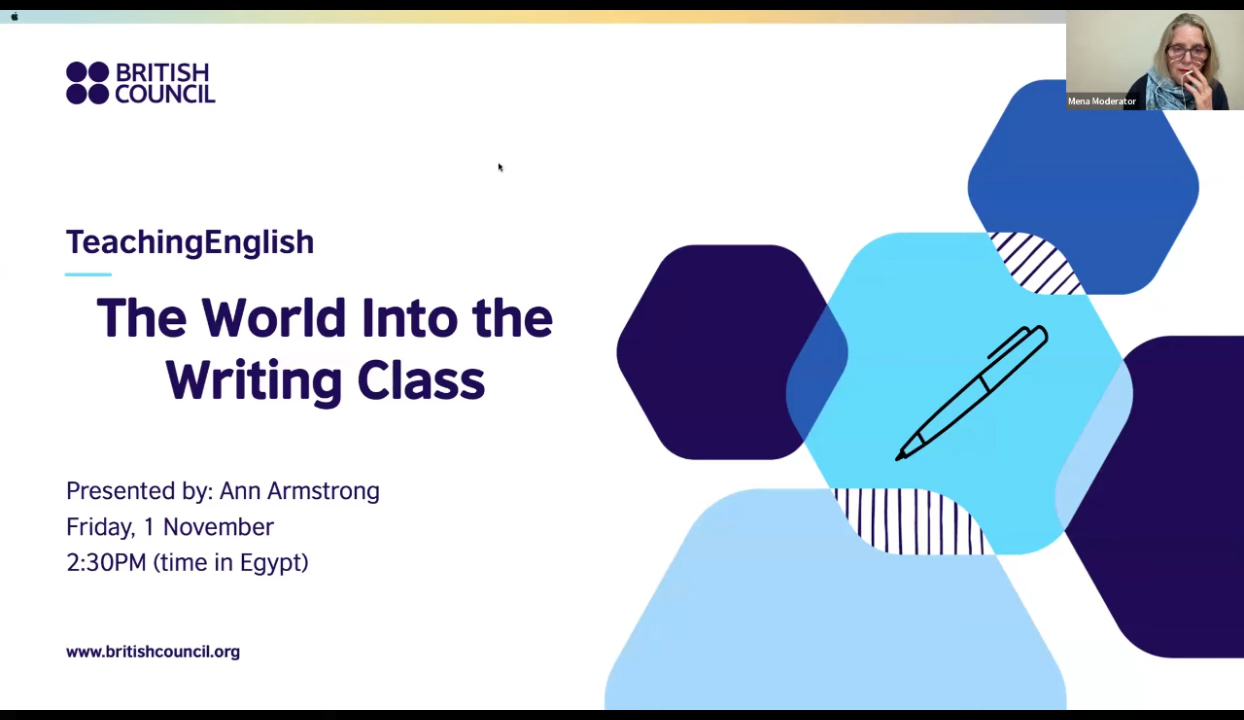 BRITISH
COUNCIL
Mena Moderator
TeachingEnglish
The World Into the
Writing Class
Presented by: Ann Armstrong
Friday, 1 November
2:30PM (time in Egypt)
www.britishcouncil.org